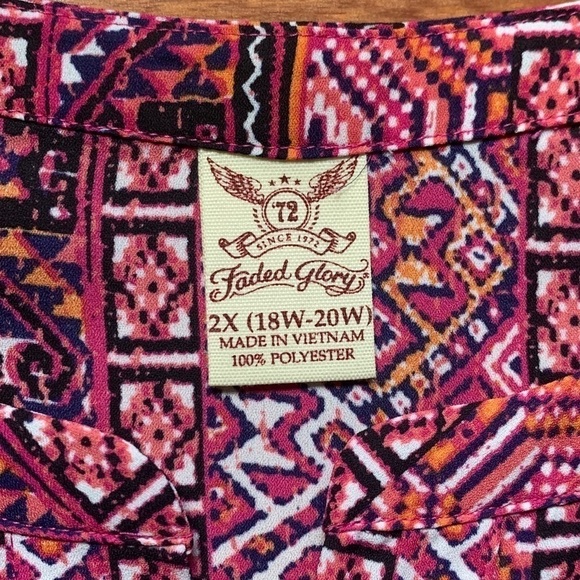 72
SINCE 1972
Faded Glory
2X (18W-20W)
MADE IN VIETNAM
100% POLYESTER